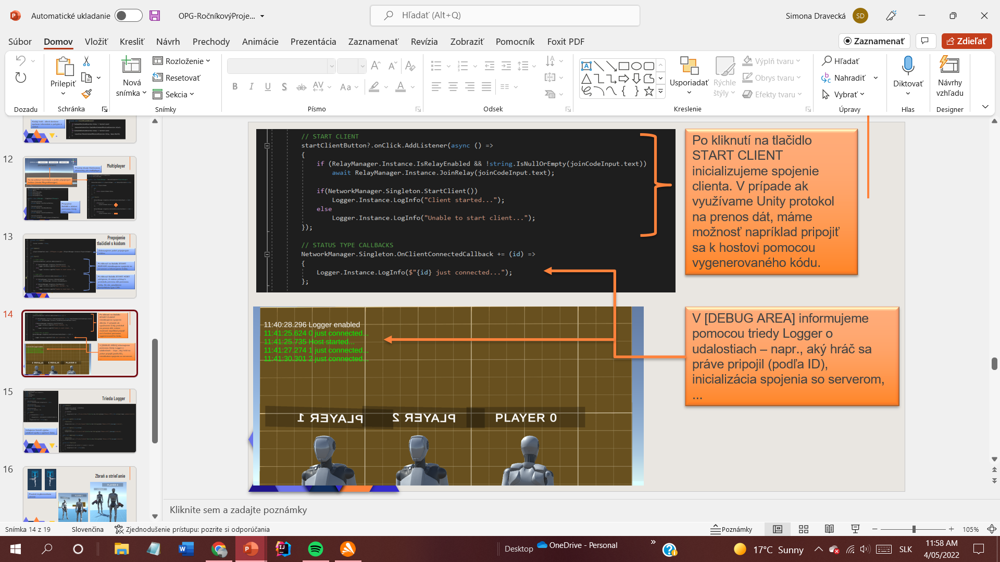 Automatické ukladanie
OPG-RočníkovýProje...
Hľadať (Alt+Q)
Simona Dravecká
SD
Súbor
Domov
Vložiť
Kresliť
Návrh
Prechody
Animácie
Prezentácia
Zaznamenať
Revízia
Zobraziť
Pomocník
Foxit PDF
Zaznamenať
Zdieľať
Prilepiť
Nová
snímka
Rozloženie
Resetovať
Sekcia
Usporiadať
Rýchle
štýly
Výplň tvaru
Obrys tvaru
Efekty tvaru
Hľadať
Nahradiť
Vybrať
Diktovať
Návrhy
vzhľadu
Dozadu
Schránka
Snímky
Písmo
Odsek
Kreslenie
Úpravy
Hlas
Designer
12
Multiplayer
13
Prepojenie
tlačidiel s kódom
14
15
Trieda Logger
16
Zbraň a strieľanie
// START CLIENT
startClientButton?.onClick.AddListener(async () =>
{
if (RelayManager.Instance.IsRelayEnabled && !string.IsNullOrEmpty(joinCodeInput.text))
await RelayManager.Instance.JoinRelay(joinCodeInput.text);
if(NetworkManager.Singleton.StartClient())
Logger.Instance.LogInfo("Client started...");
else
Logger.Instance.LogInfo("Unable to start client...");
});
// STATUS TYPE CALLBACKS
NetworkManager.Singleton.OnClientConnectedCallback += (id) =>
{
Logger.Instance.LogInfo($"{id} just connected...");
};
Po kliknutí na tlačidlo
START CLIENT
inicializujeme spojenie
clienta. V prípade ak
využívame Unity protokol
na prenos dát, máme
možnosť napríklad pripojiť
sa k hostovi pomocou
vygenerovaného kódu.
11:40:28.296 Logger enabled
11:41:25.624 0 just connected...
11:41:25.735 Host started...
11:41:27.274 1 just connected...
11:41:30.301 2 just connected...
PLAYER 1
PLAYER 2
PLAYER 0
V [DEBUG AREA] informujeme
pomocou triedy Logger o
udalostiach – napr., aký hráč sa
práve pripojil (podľa ID),
inicializácia spojenia so serverom,
...
Kliknite sem a zadajte poznámky
Snímka 14 z 19
Slovenčina
Zjednodušenie prístupu: pozrite si odporúčania
Poznámky
105%
Desktop
OneDrive - Personal
17°C Sunny
SLK
11:58 AM
4/05/2022